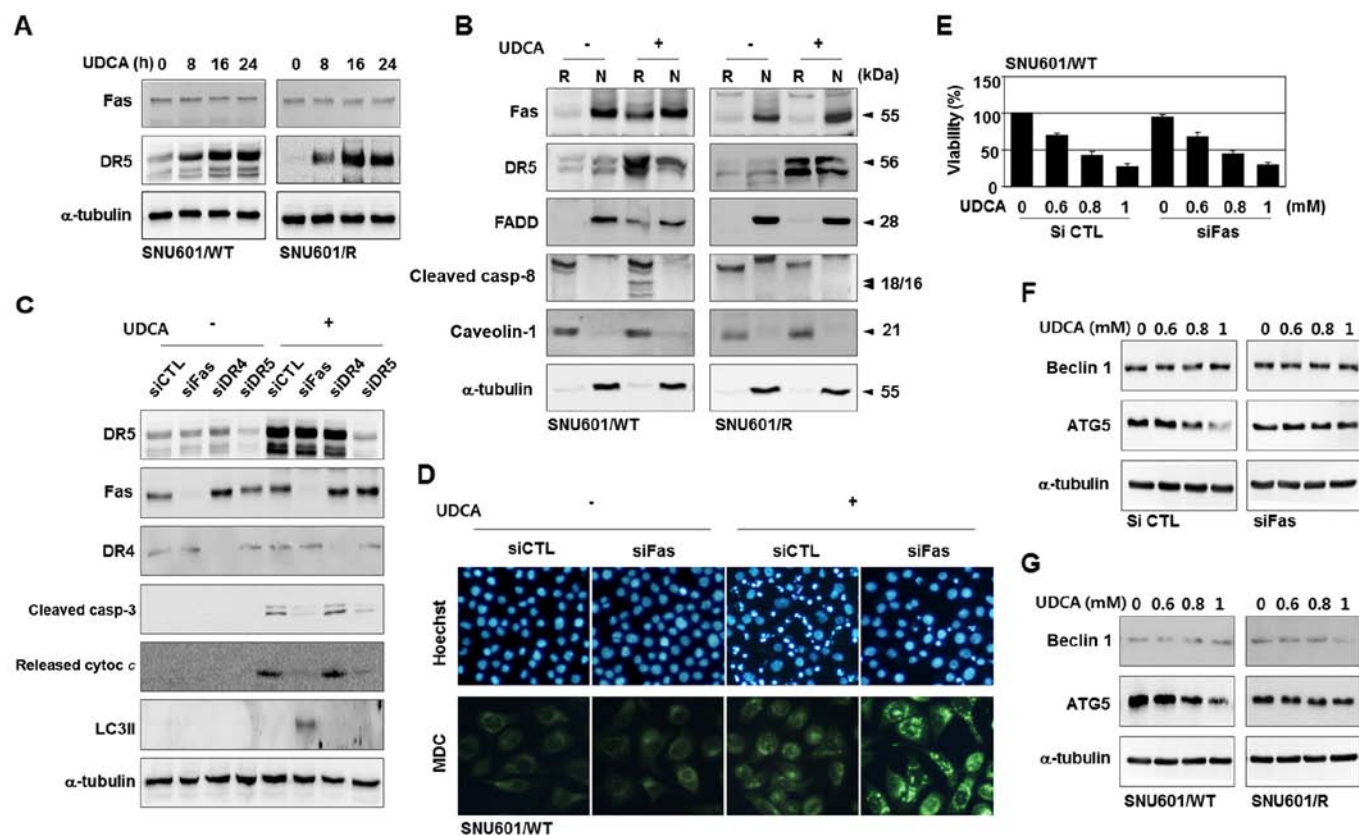 A
UDCA (h) 0 8 16 24 0 8 16 24
Fas
DR5
α-tubulin
SNU601/WT SNU601/R
B
UDCA - + - +
R N R N R N R N (kDa)
Fas 55
DR5 56
FADD 28
Cleaved casp-8 18/16
Caveolin-1 21
α-tubulin 55
SNU601/WT SNU601/R
C
UDCA - +
siCTL siFas siDR4 siDR5 siCTL siFas siDR4 siDR5
DR5
Fas
DR4
Cleaved casp-3
Released cytoc c
LC3II
α-tubulin
D
UDCA - +
siCTL siFas siCTL siFas
Hoechst
MDC
SNU601/WT
E
SNU601/WT
Viability (%)
150
100
50
0
UDCA 0 0.6 0.8 1 0 0.6 0.8 1 (mM)
Si CTL siFas
F
UDCA (mM) 0 0.6 0.8 1 0 0.6 0.8 1
Beclin 1
ATG5
α-tubulin
Si CTL siFas
G
UDCA (mM) 0 0.6 0.8 1 0 0.6 0.8 1
Beclin 1
ATG5
α-tubulin
SNU601/WT SNU601/R